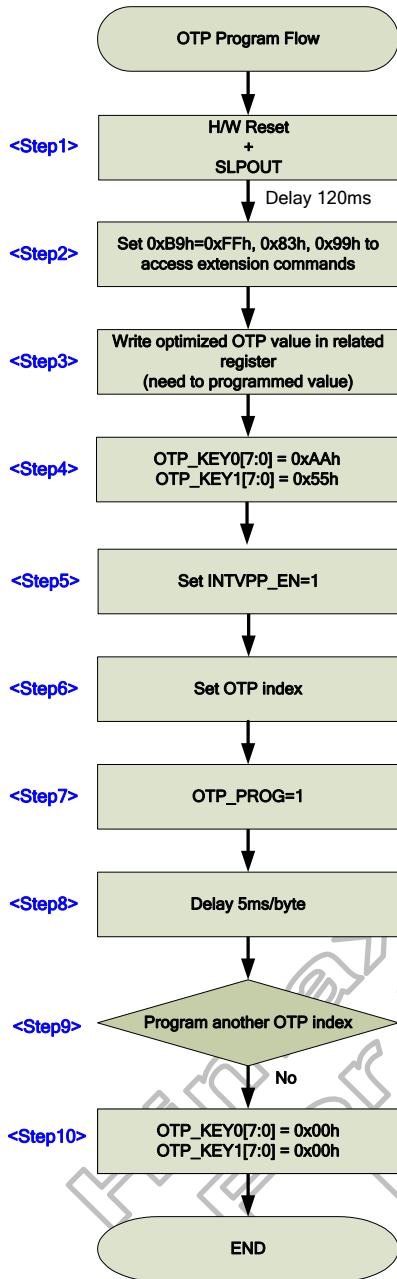 OTP Program Flow
<Step1>
H/W Reset
+
SLPOUT
Delay 120ms
<Step2>
Set 0xB9h=0xFFh, 0x83h, 0x99h to
access extension commands
<Step3>
Write optimized OTP value in related
register
(need to programmed value)
<Step4>
OTP_KEY0[7:0] = 0xAAh
OTP_KEY1[7:0] = 0x55h
<Step5>
Set INTVPP_EN=1
<Step6>
Set OTP index
<Step7>
OTP_PROG=1
<Step8>
Delay 5ms/byte
<Step9>
Program another OTP index
No
<Step10>
OTP_KEY0[7:0] = 0x00h
OTP_KEY1[7:0] = 0x00h
END